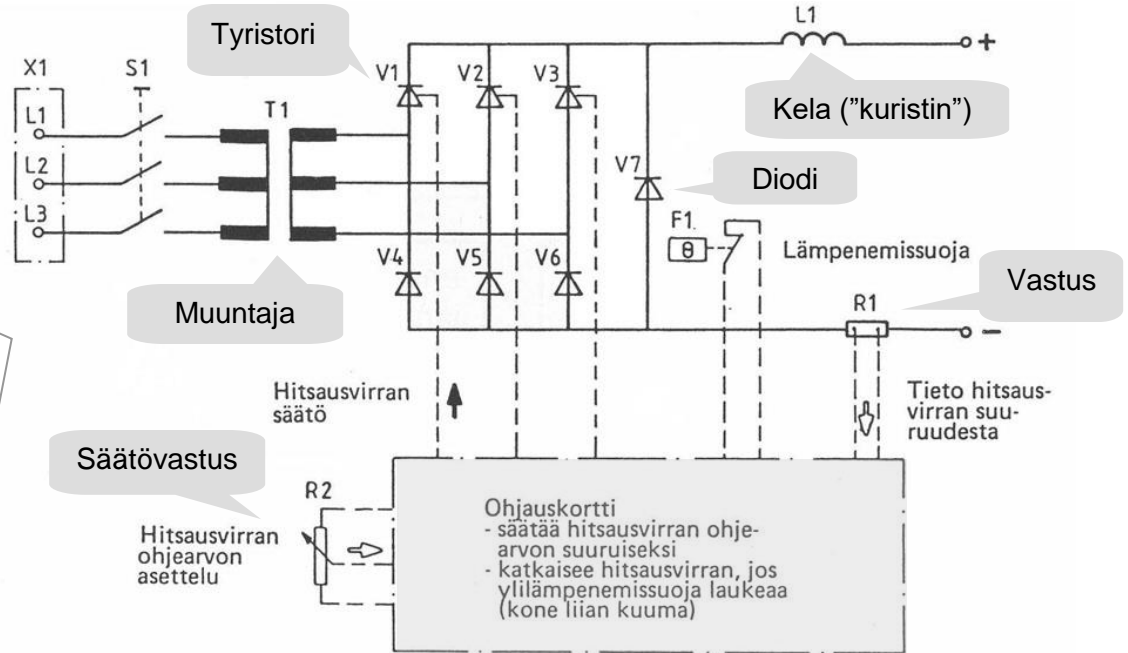 Tyristori
L1
+
X1
S1
V1
V2
V3
Kela ("kuristin")
L1
T1
L2
V7
Diodi
L3
F1
θ
Lämpenemissuoja
V4
V5
V6
Vastus
Muuntaja
R1
-
Hitsausvirran
säätö
Tieto hitsaus-
virran suu-
ruudesta
Säätövastus
R2
Hitsausvirran
ohjearvon
asettelu
Ohjauskortti
- säätää hitsausvirran ohje-
arvon suuruiseksi
- katkaisee hitsausvirran, jos
ylilämpenemissuoja laukeaa
(kone liian kuuma)